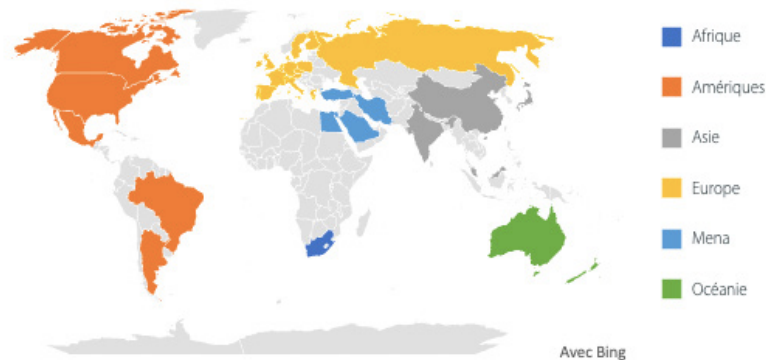 Afrique
Amériques
Asie
Europe
Mena
Océanie
Avec Bing